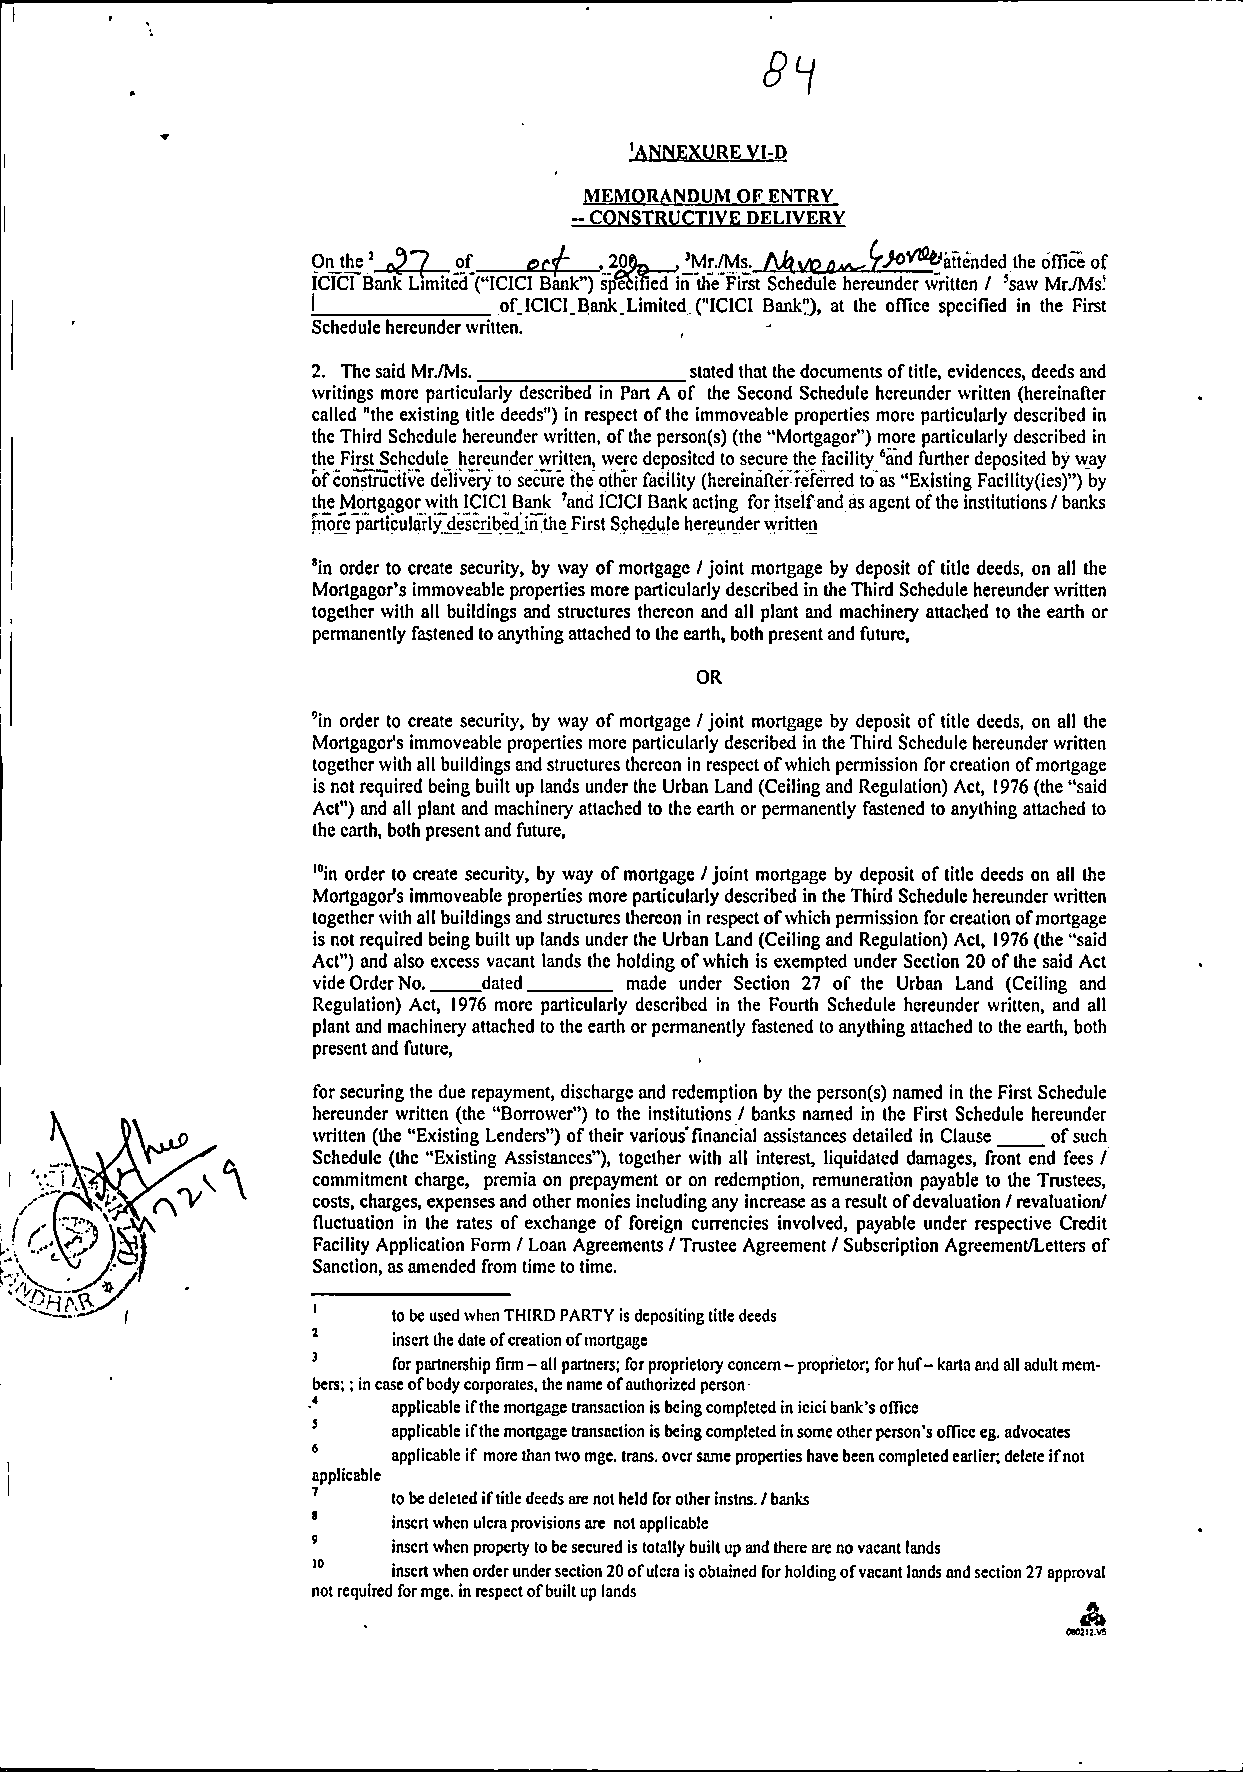 84
¹ANNEXURE VI-D
MEMORANDUM OF ENTRY
-- CONSTRUCTIVE DELIVERY
On the ² 27 of oct , 200 , ³Mr./Ms. Naveen Grover attended the office of
ICICI Bank Limited ("ICICI Bank") specified in the First Schedule hereunder written / ⁵saw Mr./Ms.
of ICICI Bank Limited ("ICICI Bank"), at the office specified in the First
Schedule hereunder written.
2. The said Mr./Ms. ____________ stated that the documents of title, evidences, deeds and
writings more particularly described in Part A of the Second Schedule hereunder written (hereinafter
called "the existing title deeds") in respect of the immoveable properties more particularly described in
the Third Schedule hereunder written, of the person(s) (the "Mortgagor") more particularly described in
the First Schedule hereunder written, were deposited to secure the facility ⁶and further deposited by way
of constructive delivery to secure the other facility (hereinafter referred to as "Existing Facility(ies)") by
the Mortgagor with ICICI Bank ⁷and ICICI Bank acting for itself and as agent of the institutions / banks
more particularly described in the First Schedule hereunder written
⁸in order to create security, by way of mortgage / joint mortgage by deposit of title deeds, on all the
Mortgagor's immoveable properties more particularly described in the Third Schedule hereunder written
together with all buildings and structures thereon and all plant and machinery attached to the earth or
permanently fastened to anything attached to the earth, both present and future,
OR
⁹in order to create security, by way of mortgage / joint mortgage by deposit of title deeds, on all the
Mortgagor's immoveable properties more particularly described in the Third Schedule hereunder written
together with all buildings and structures thereon in respect of which permission for creation of mortgage
is not required being built up lands under the Urban Land (Ceiling and Regulation) Act, 1976 (the "said
Act") and all plant and machinery attached to the earth or permanently fastened to anything attached to
the earth, both present and future,
¹⁰in order to create security, by way of mortgage / joint mortgage by deposit of title deeds on all the
Mortgagor's immoveable properties more particularly described in the Third Schedule hereunder written
together with all buildings and structures thereon in respect of which permission for creation of mortgage
is not required being built up lands under the Urban Land (Ceiling and Regulation) Act, 1976 (the "said
Act") and also excess vacant lands the holding of which is exempted under Section 20 of the said Act
vide Order No. _____ dated ________ made under Section 27 of the Urban Land (Ceiling and
Regulation) Act, 1976 more particularly described in the Fourth Schedule hereunder written, and all
plant and machinery attached to the earth or permanently fastened to anything attached to the earth, both
present and future,
for securing the due repayment, discharge and redemption by the person(s) named in the First Schedule
hereunder written (the "Borrower") to the institutions / banks named in the First Schedule hereunder
written (the "Existing Lenders") of their various financial assistances detailed in Clause _____ of such
Schedule (the "Existing Assistances"), together with all interest, liquidated damages, front end fees /
commitment charge, premia on prepayment or on redemption, remuneration payable to the Trustees,
costs, charges, expenses and other monies including any increase as a result of devaluation / revaluation/
fluctuation in the rates of exchange of foreign currencies involved, payable under respective Credit
Facility Application Form / Loan Agreements / Trustee Agreement / Subscription Agreement/Letters of
Sanction, as amended from time to time.
1 to be used when THIRD PARTY is depositing title deeds
2 insert the date of creation of mortgage
3 for partnership firm – all partners; for proprietory concern – proprietor; for huf – karta and all adult mem-
bers; ; in case of body corporates, the name of authorized person
4 applicable if the mortgage transaction is being completed in icici bank's office
5 applicable if the mortgage transaction is being completed in some other person's office eg. advocates
6 applicable if more than two mge. trans. over same properties have been completed earlier; delete if not
applicable
7 to be deleted if title deeds are not held for other instns. / banks
8 insert when ulcra provisions are not applicable
9 insert when property to be secured is totally built up and there are no vacant lands
10 insert when order under section 20 of ulcra is obtained for holding of vacant lands and section 27 approval
not required for mge. in respect of built up lands
080212.V5